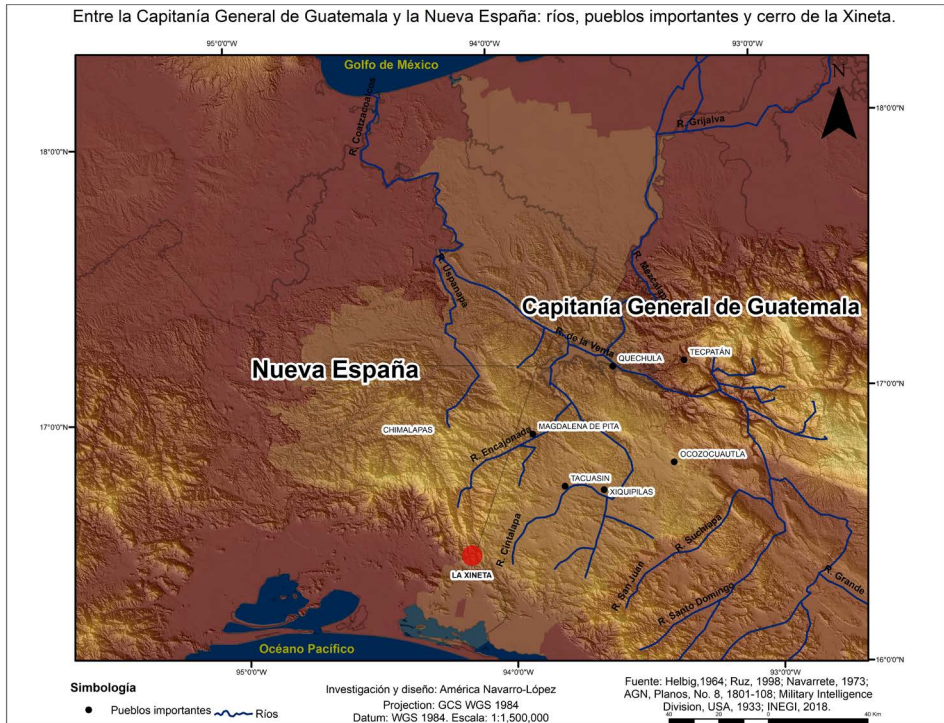 Entre la Capitanía General de Guatemala y la Nueva España: ríos, pueblos importantes y cerro de la Xineta.
95°0'0"W 94°0'0"W 93°0'0"W
Golfo de México
N
R. Coatzacoalcos
R. Grijalva
18°0'0"N
18°0'0"N
R. Uspanapa
R. Mezcalapa
Capitanía General de Guatemala
R. de la Venta
QUECHULA
TECPATÁN
Nueva España
17°0'0"N
17°0'0"N
CHIMALAPAS
MAGDALENA DE PITA
R. Encajonada
OCOZOCUAUTLA
TACUASIN
XIQUIPILAS
R. Cintalapa
R. Suchiapa
LA XINETA
R. San Juan
R. Santo Domingo
R. Grande
Océano Pacífico
16°0'0"N
95°0'0"W 94°0'0"W 93°0'0"W
Simbología
Pueblos importantes
Ríos
Investigación y diseño: América Navarro-López
Projection: GCS WGS 1984
Datum: WGS 1984. Escala: 1:1,500,000
Fuente: Helbig,1964; Ruz, 1998; Navarrete, 1973;
AGN, Planos, No. 8, 1801-108; Military Intelligence
Division, USA, 1933; INEGI, 2018.
40 20 0 40 Km